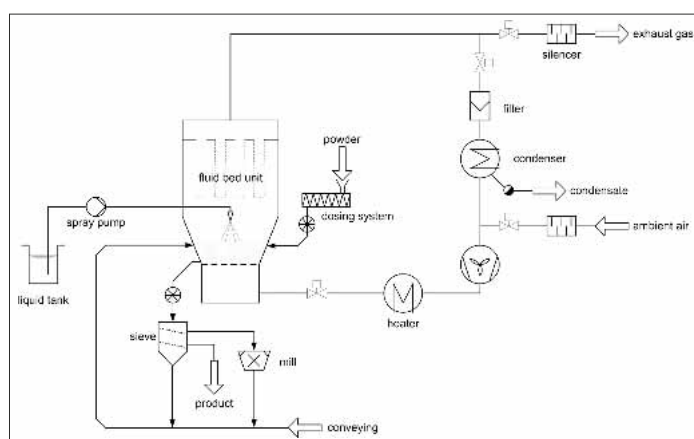 exhaust gas
silencer
filter
powder
fluid bed unit
condenser
condensate
spray pump
dosing system
ambient air
liquid tank
heater
sieve
mill
product
conveying